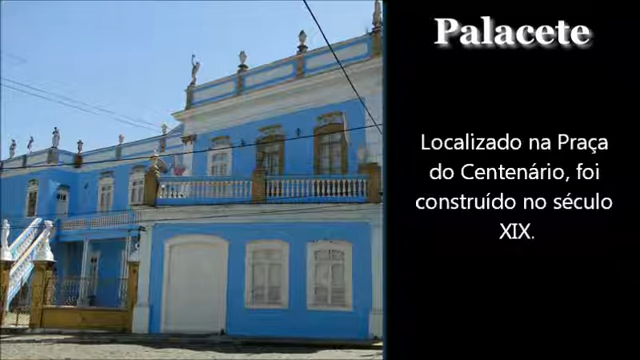 Palacete
Localizado na Praça
do Centenário, foi
construído no século
XIX.